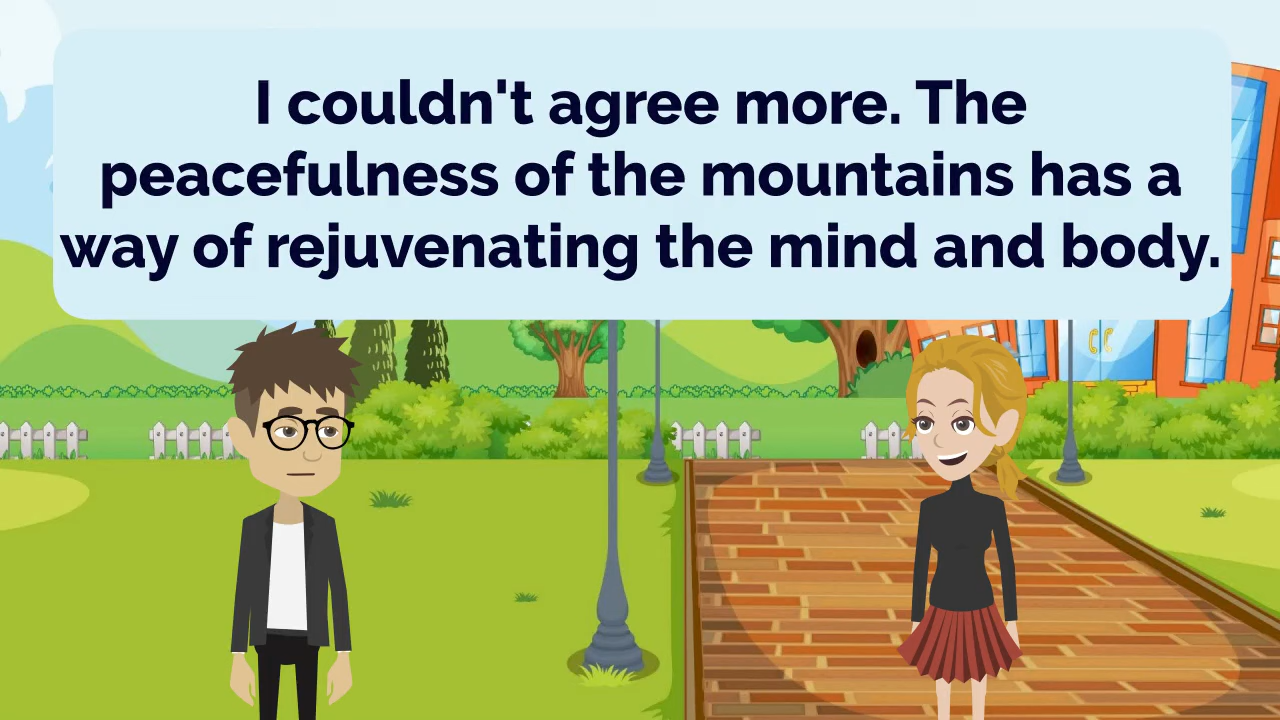 I couldn't agree more. The
peacefulness of the mountains has a
way of rejuvenating the mind and body.